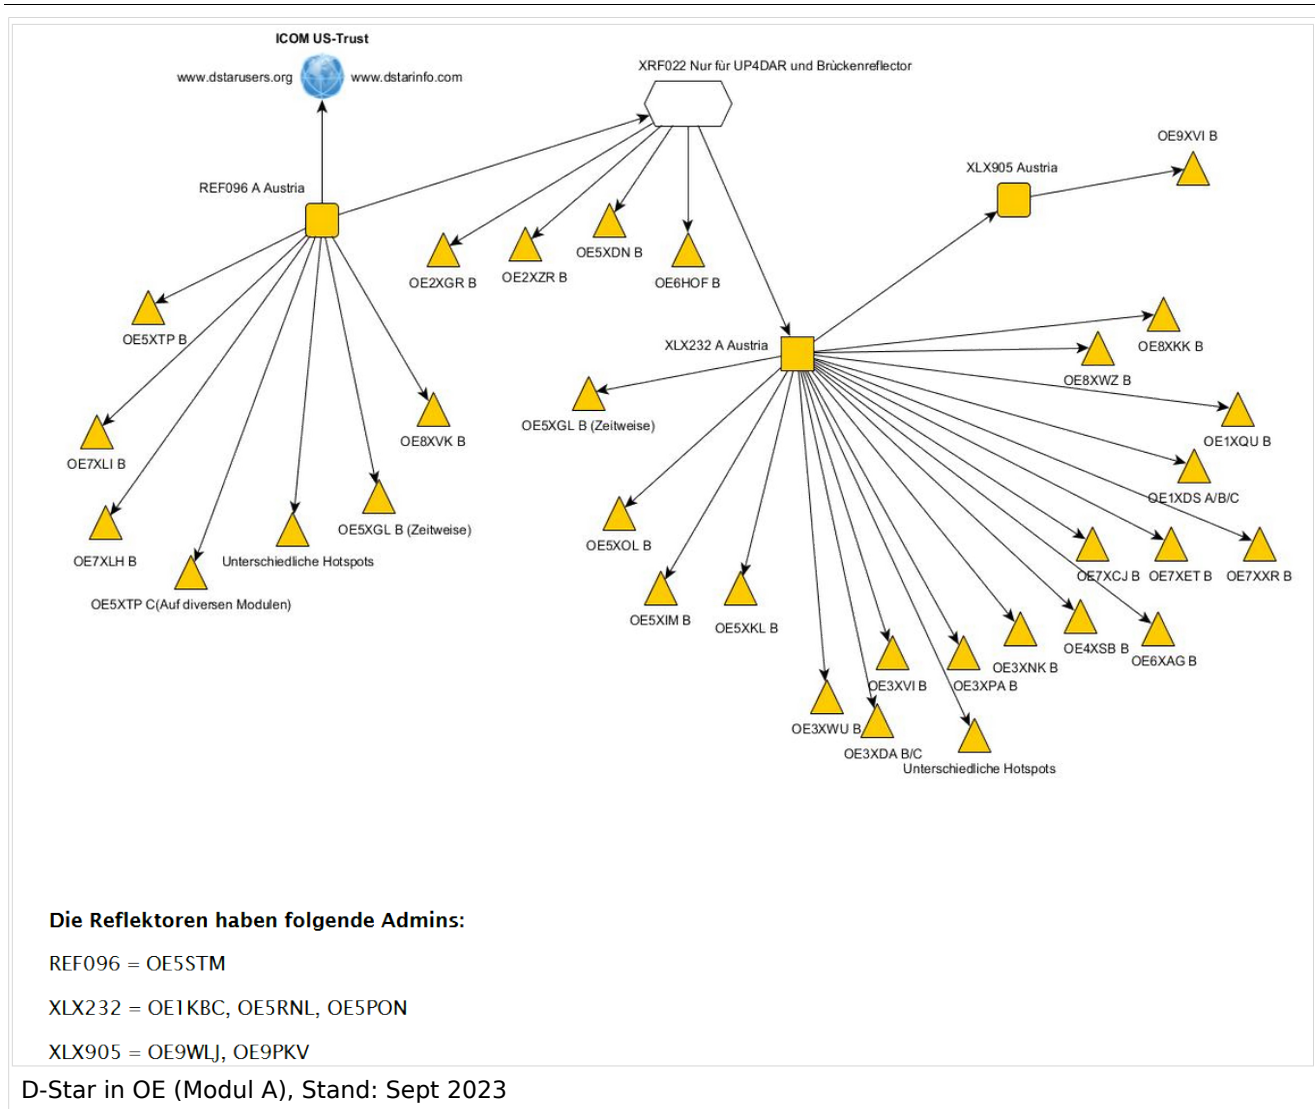 ICOM US-Trust
www.dstarusers.org
www.dstarinfo.com
XRF022 Nur für UP4DAR und Brückenreflector
OE9XVI B
XLX905 Austria
REF096 A Austria
OE5XDN B
OE2XZR B
OE2XGR B
OE6HOF B
OE5XTP B
XLX232 A Austria
OE8XKK B
OE8XWZ B
OE5XGL B (Zeitweise)
OE8XVK B
OE1XQU B
OE7XLI B
OE1XDS A/B/C
OE5XGL B (Zeitweise)
OE5XOL B
OE7XLH B
Unterschiedliche Hotspots
OE7XCJ B
OE7XET B
OE7XXR B
OE5XTP C(Auf diversen Modulen)
OE5XIM B
OE5XKL B
OE4XSB B
OE6XAG B
OE3XNK B
OE3XVI B
OE3XPA B
OE3XWU B
OE3XDA B/C
Unterschiedliche Hotspots
Die Reflektoren haben folgende Admins:
REF096 = OE5STM
XLX232 = OE1KBC, OE5RNL, OE5PON
XLX905 = OE9WLJ, OE9PKV
D-Star in OE (Modul A), Stand: Sept 2023